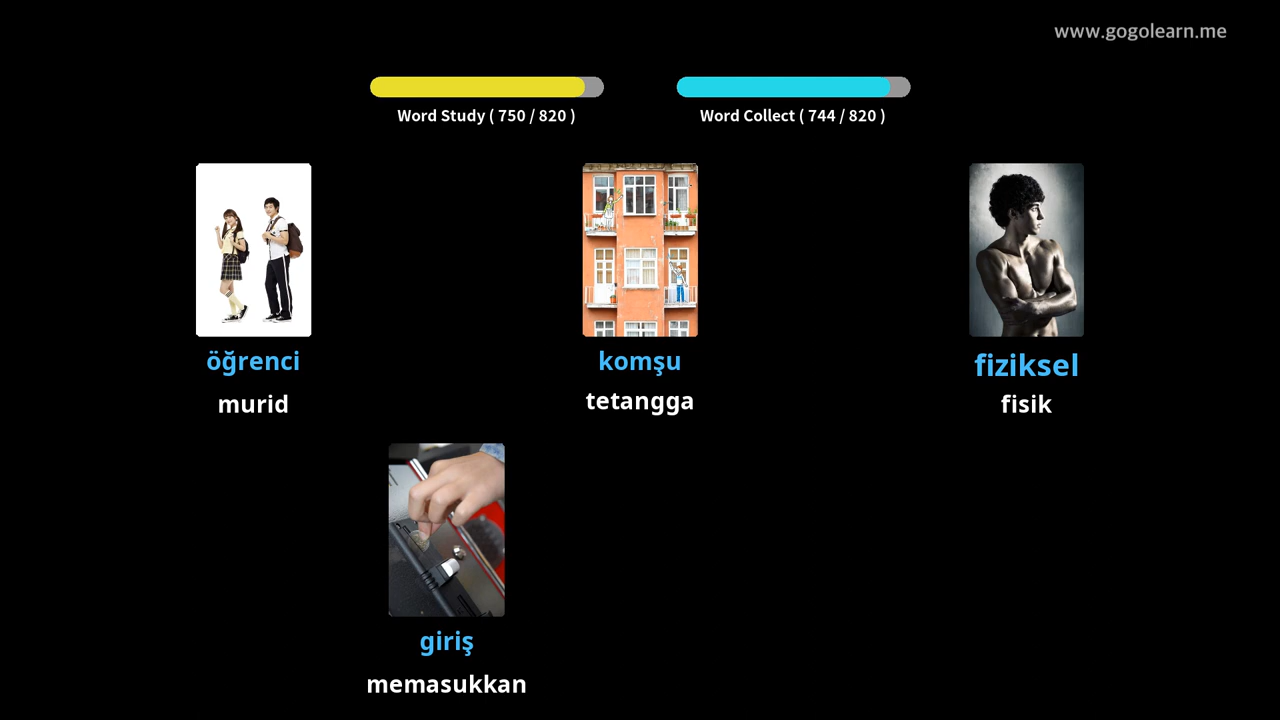 www.gogolearn.me
Word Study ( 750 / 820 )
Word Collect ( 744 / 820 )
öğrenci
komşu
fiziksel
murid
tetangga
fisik
giriş
memasukkan